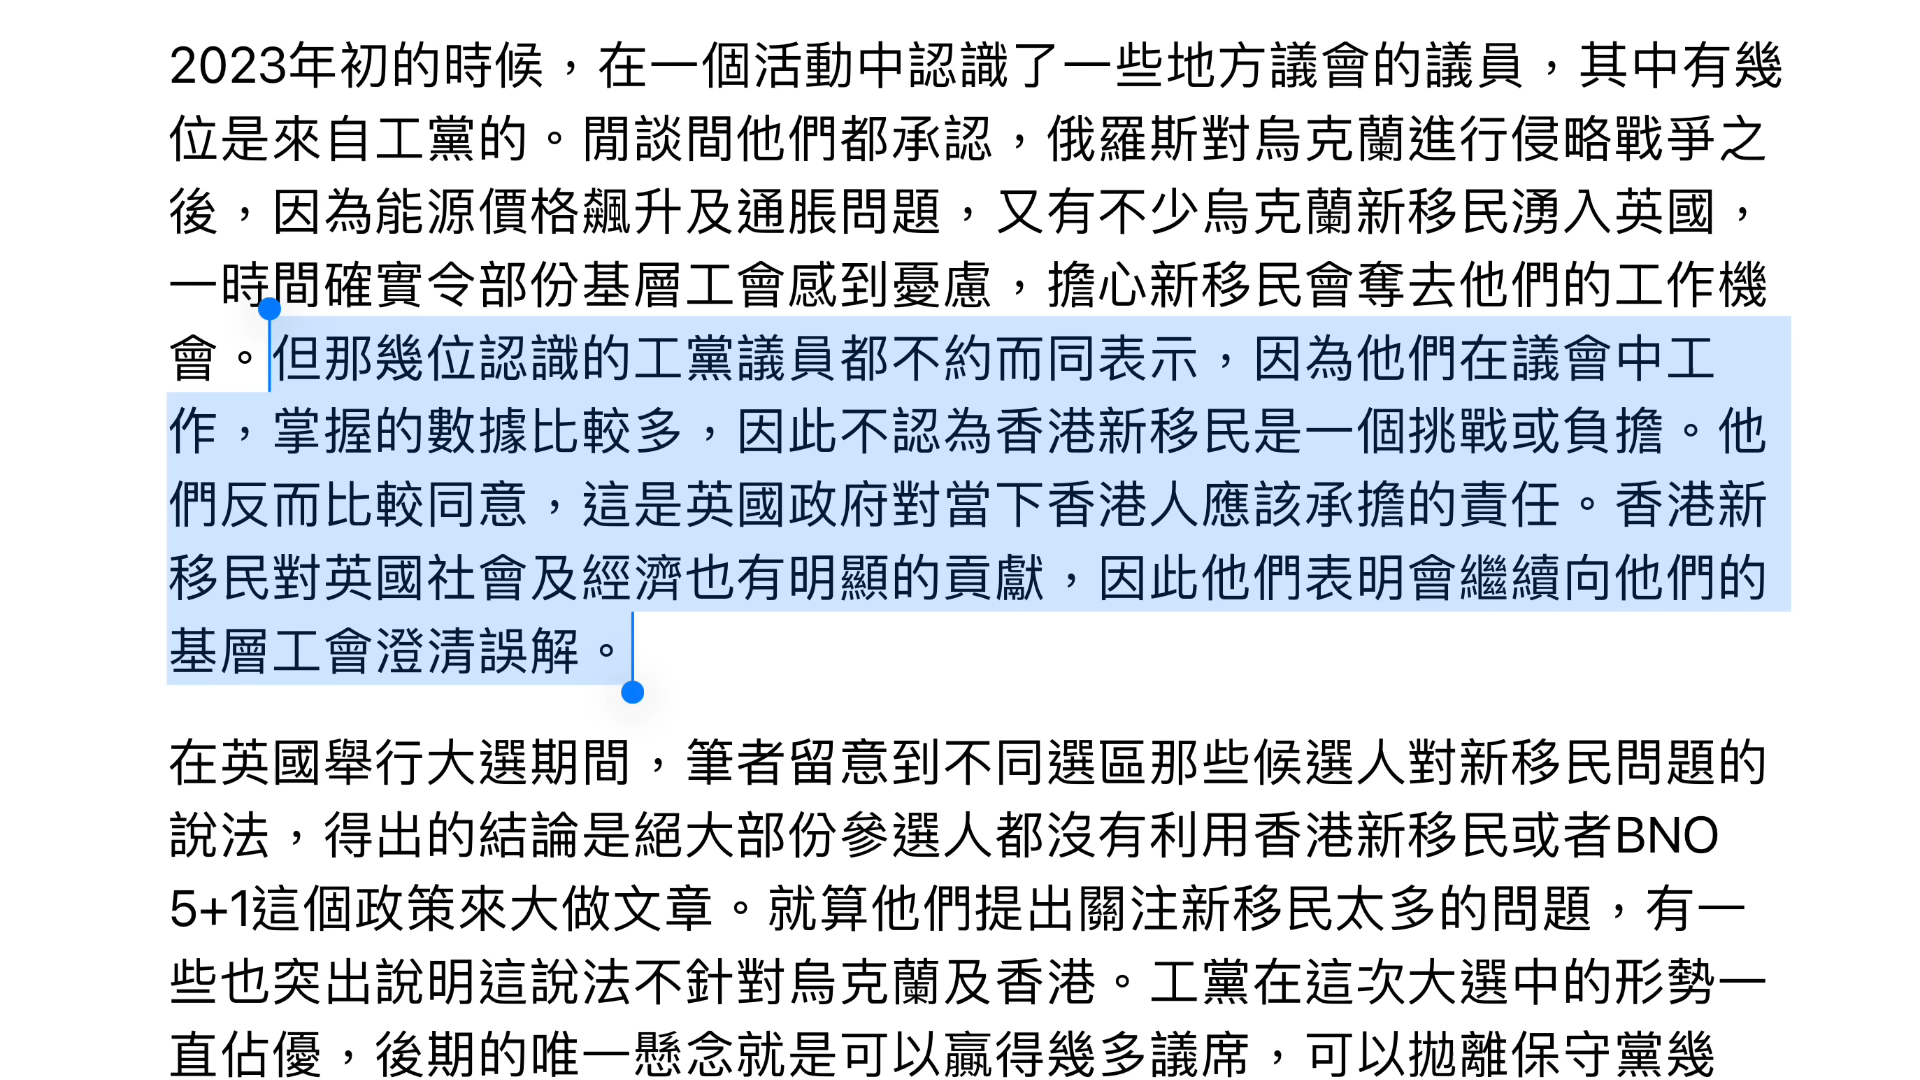 2023年初的時候，在一個活動中認識了一些地方議會的議員，其中有幾
位是來自工黨的。閒談間他們都承認，俄羅斯對烏克蘭進行侵略戰爭之
後，因為能源價格飆升及通脹問題，又有不少烏克蘭新移民湧入英國，
一時間確實令部份基層工會感到憂慮，擔心新移民會奪去他們的工作機
會。但那幾位認識的工黨議員都不約而同表示，因為他們在議會中工
作，掌握的數據比較多，因此不認為香港新移民是一個挑戰或負擔。他
們反而比較同意，這是英國政府對當下香港人應該承擔的責任。香港新
移民對英國社會及經濟也有明顯的貢獻，因此他們表明會繼續向他們的
基層工會澄清誤解。
在英國舉行大選期間，筆者留意到不同選區那些候選人對新移民問題的
說法，得出的結論是絕大部份參選人都沒有利用香港新移民或者BNO
5+1這個政策來大做文章。就算他們提出關注新移民太多的問題，有一
些也突出說明這說法不針對烏克蘭及香港。工黨在這次大選中的形勢一
直佔優，後期的唯一懸念就是可以贏得幾多議席，可以拋離保守黨幾